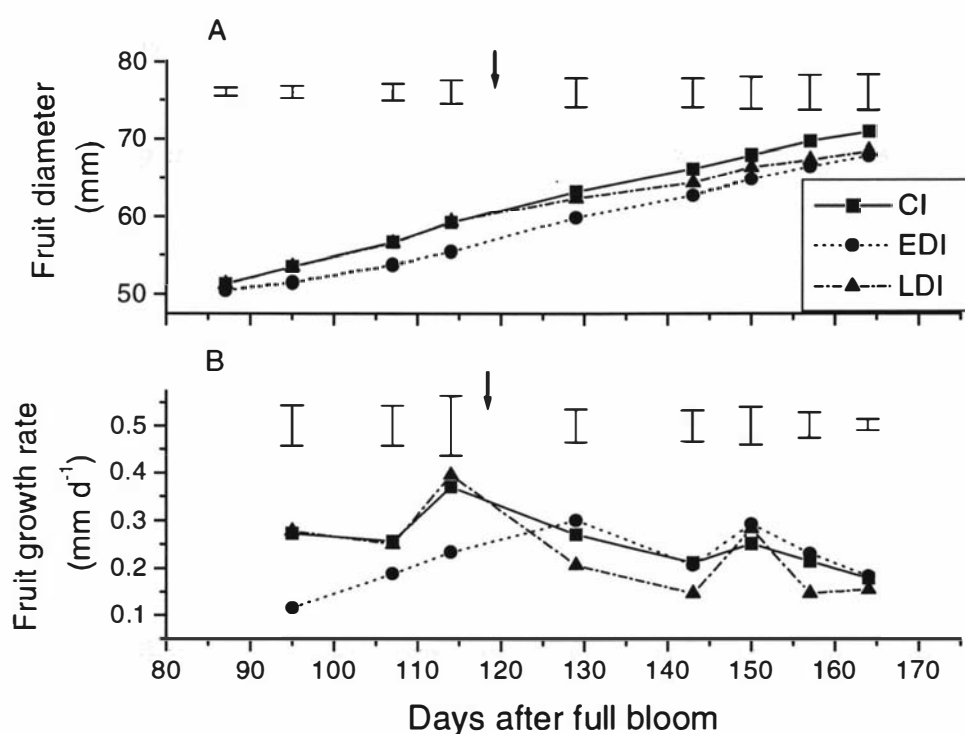 A
Fruit diameter
(mm)
80
70
60
50
CI
EDI
LDI
B
Fruit growth rate
(mm d⁻¹)
0.5
0.4
0.3
0.2
0.1
80 90 100 110 120 130 140 150 160 170
Days after full bloom